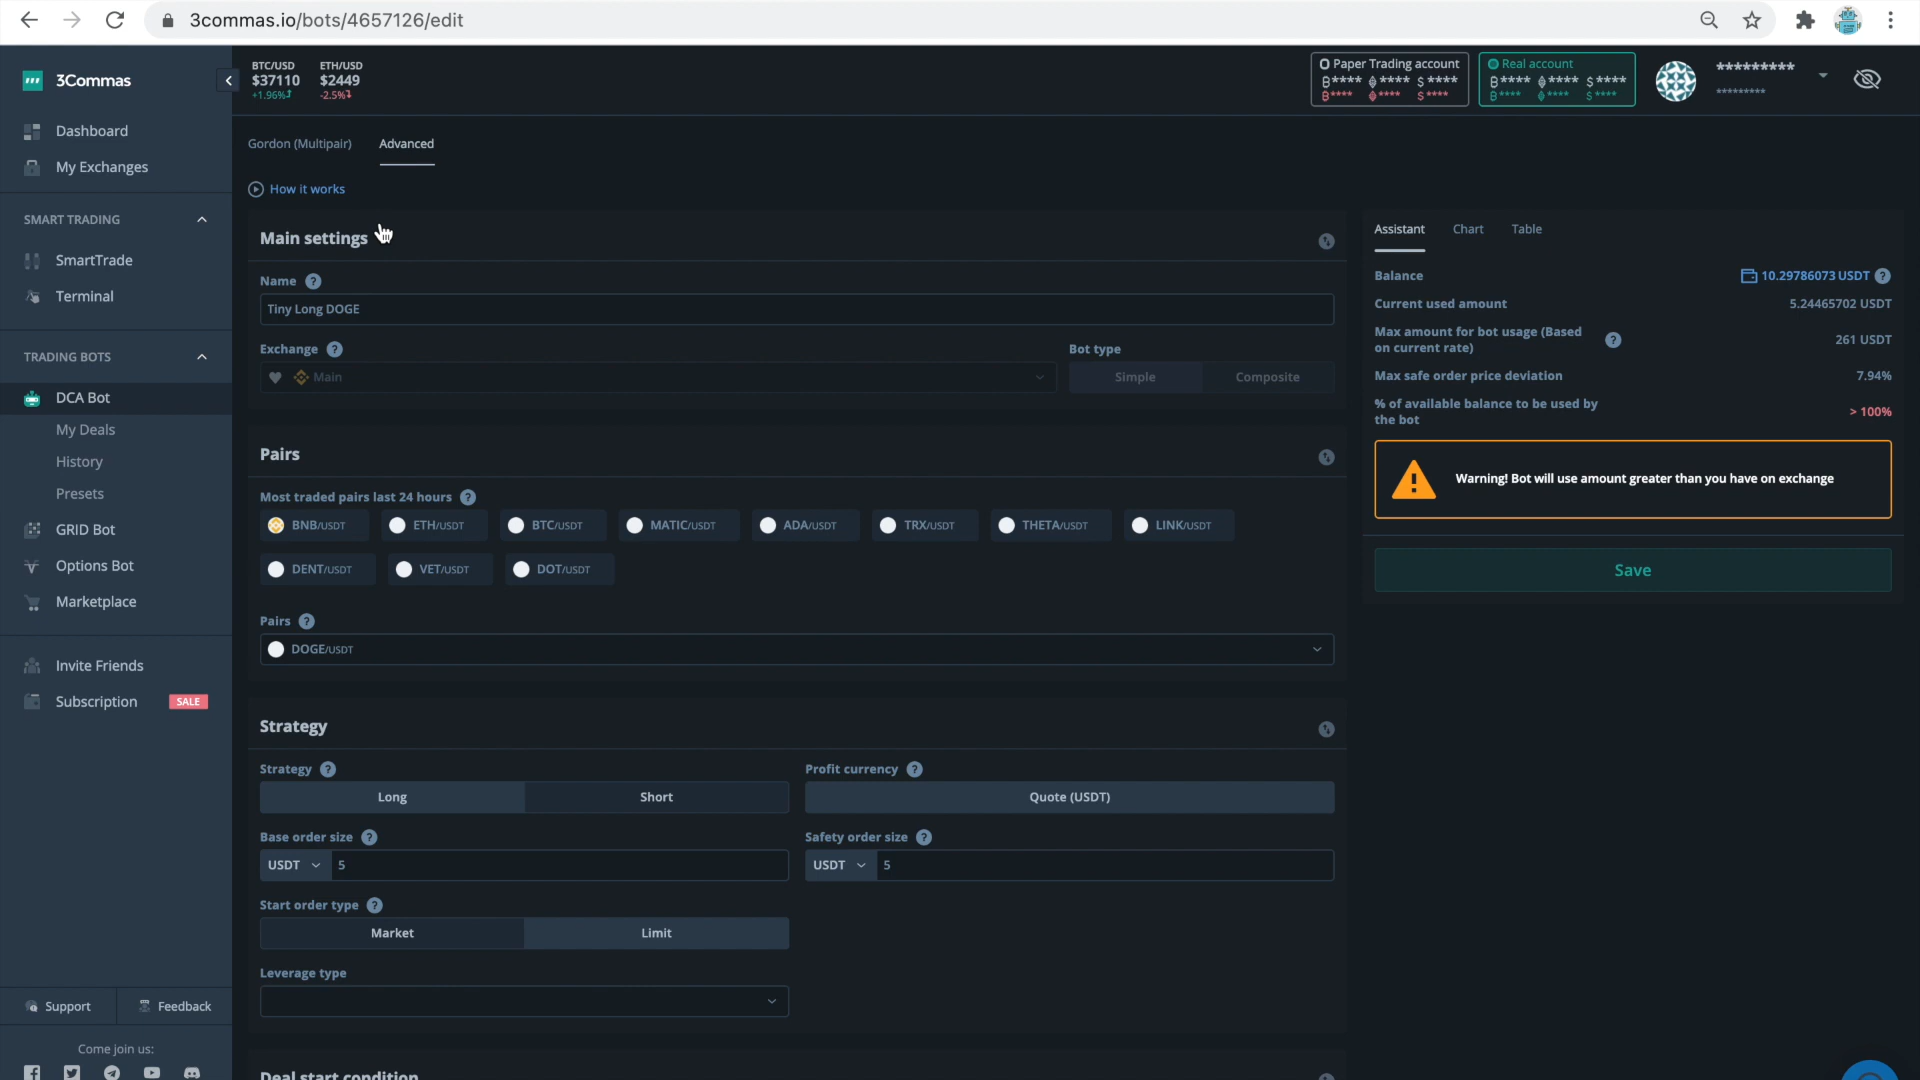 3commas.io/bots/4657126/edit
3Commas
BTC/USD
$37110
+1.96%
ETH/USD
$2449
-2.5%
Paper Trading account
**** **** $****
**** **** $****
Real account
**** **** $****
**** **** $****
*********
*********
Dashboard
My Exchanges
SMART TRADING
SmartTrade
Terminal
TRADING BOTS
DCA Bot
My Deals
History
Presets
GRID Bot
Options Bot
Marketplace
Invite Friends
Subscription SALE
Support
Feedback
Come join us:
Gordon (Multipair) Advanced
How it works
Main settings
Name ?
Tiny Long DOGE
Exchange ?
Main
Bot type
Simple Composite
Pairs
Most traded pairs last 24 hours ?
BNB/USDT ETH/USDT BTC/USDT MATIC/USDT ADA/USDT TRX/USDT THETA/USDT LINK/USDT
DENT/USDT VET/USDT DOT/USDT
Pairs ?
DOGE/USDT
Strategy
Strategy ?
Long Short
Profit currency ?
Quote (USDT)
Base order size ?
USDT 5
Safety order size ?
USDT 5
Start order type ?
Market Limit
Leverage type
Deal start condition
Assistant Chart Table
Balance 10.29786073 USDT ?
Current used amount 5.24465702 USDT
Max amount for bot usage (Based
on current rate) ? 261 USDT
Max safe order price deviation 7.94%
% of available balance to be used by
the bot > 100%
Warning! Bot will use amount greater than you have on exchange
Save